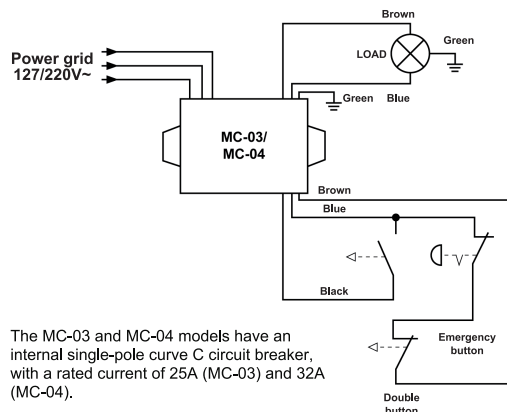 Brown
Power grid
127/220V~
LOAD
Green
Green
Blue
MC-03/
MC-04
Brown
Blue
Black
The MC-03 and MC-04 models have an
internal single-pole curve C circuit breaker,
with a rated current of 25A (MC-03) and 32A
(MC-04).
Emergency
button
Double
button